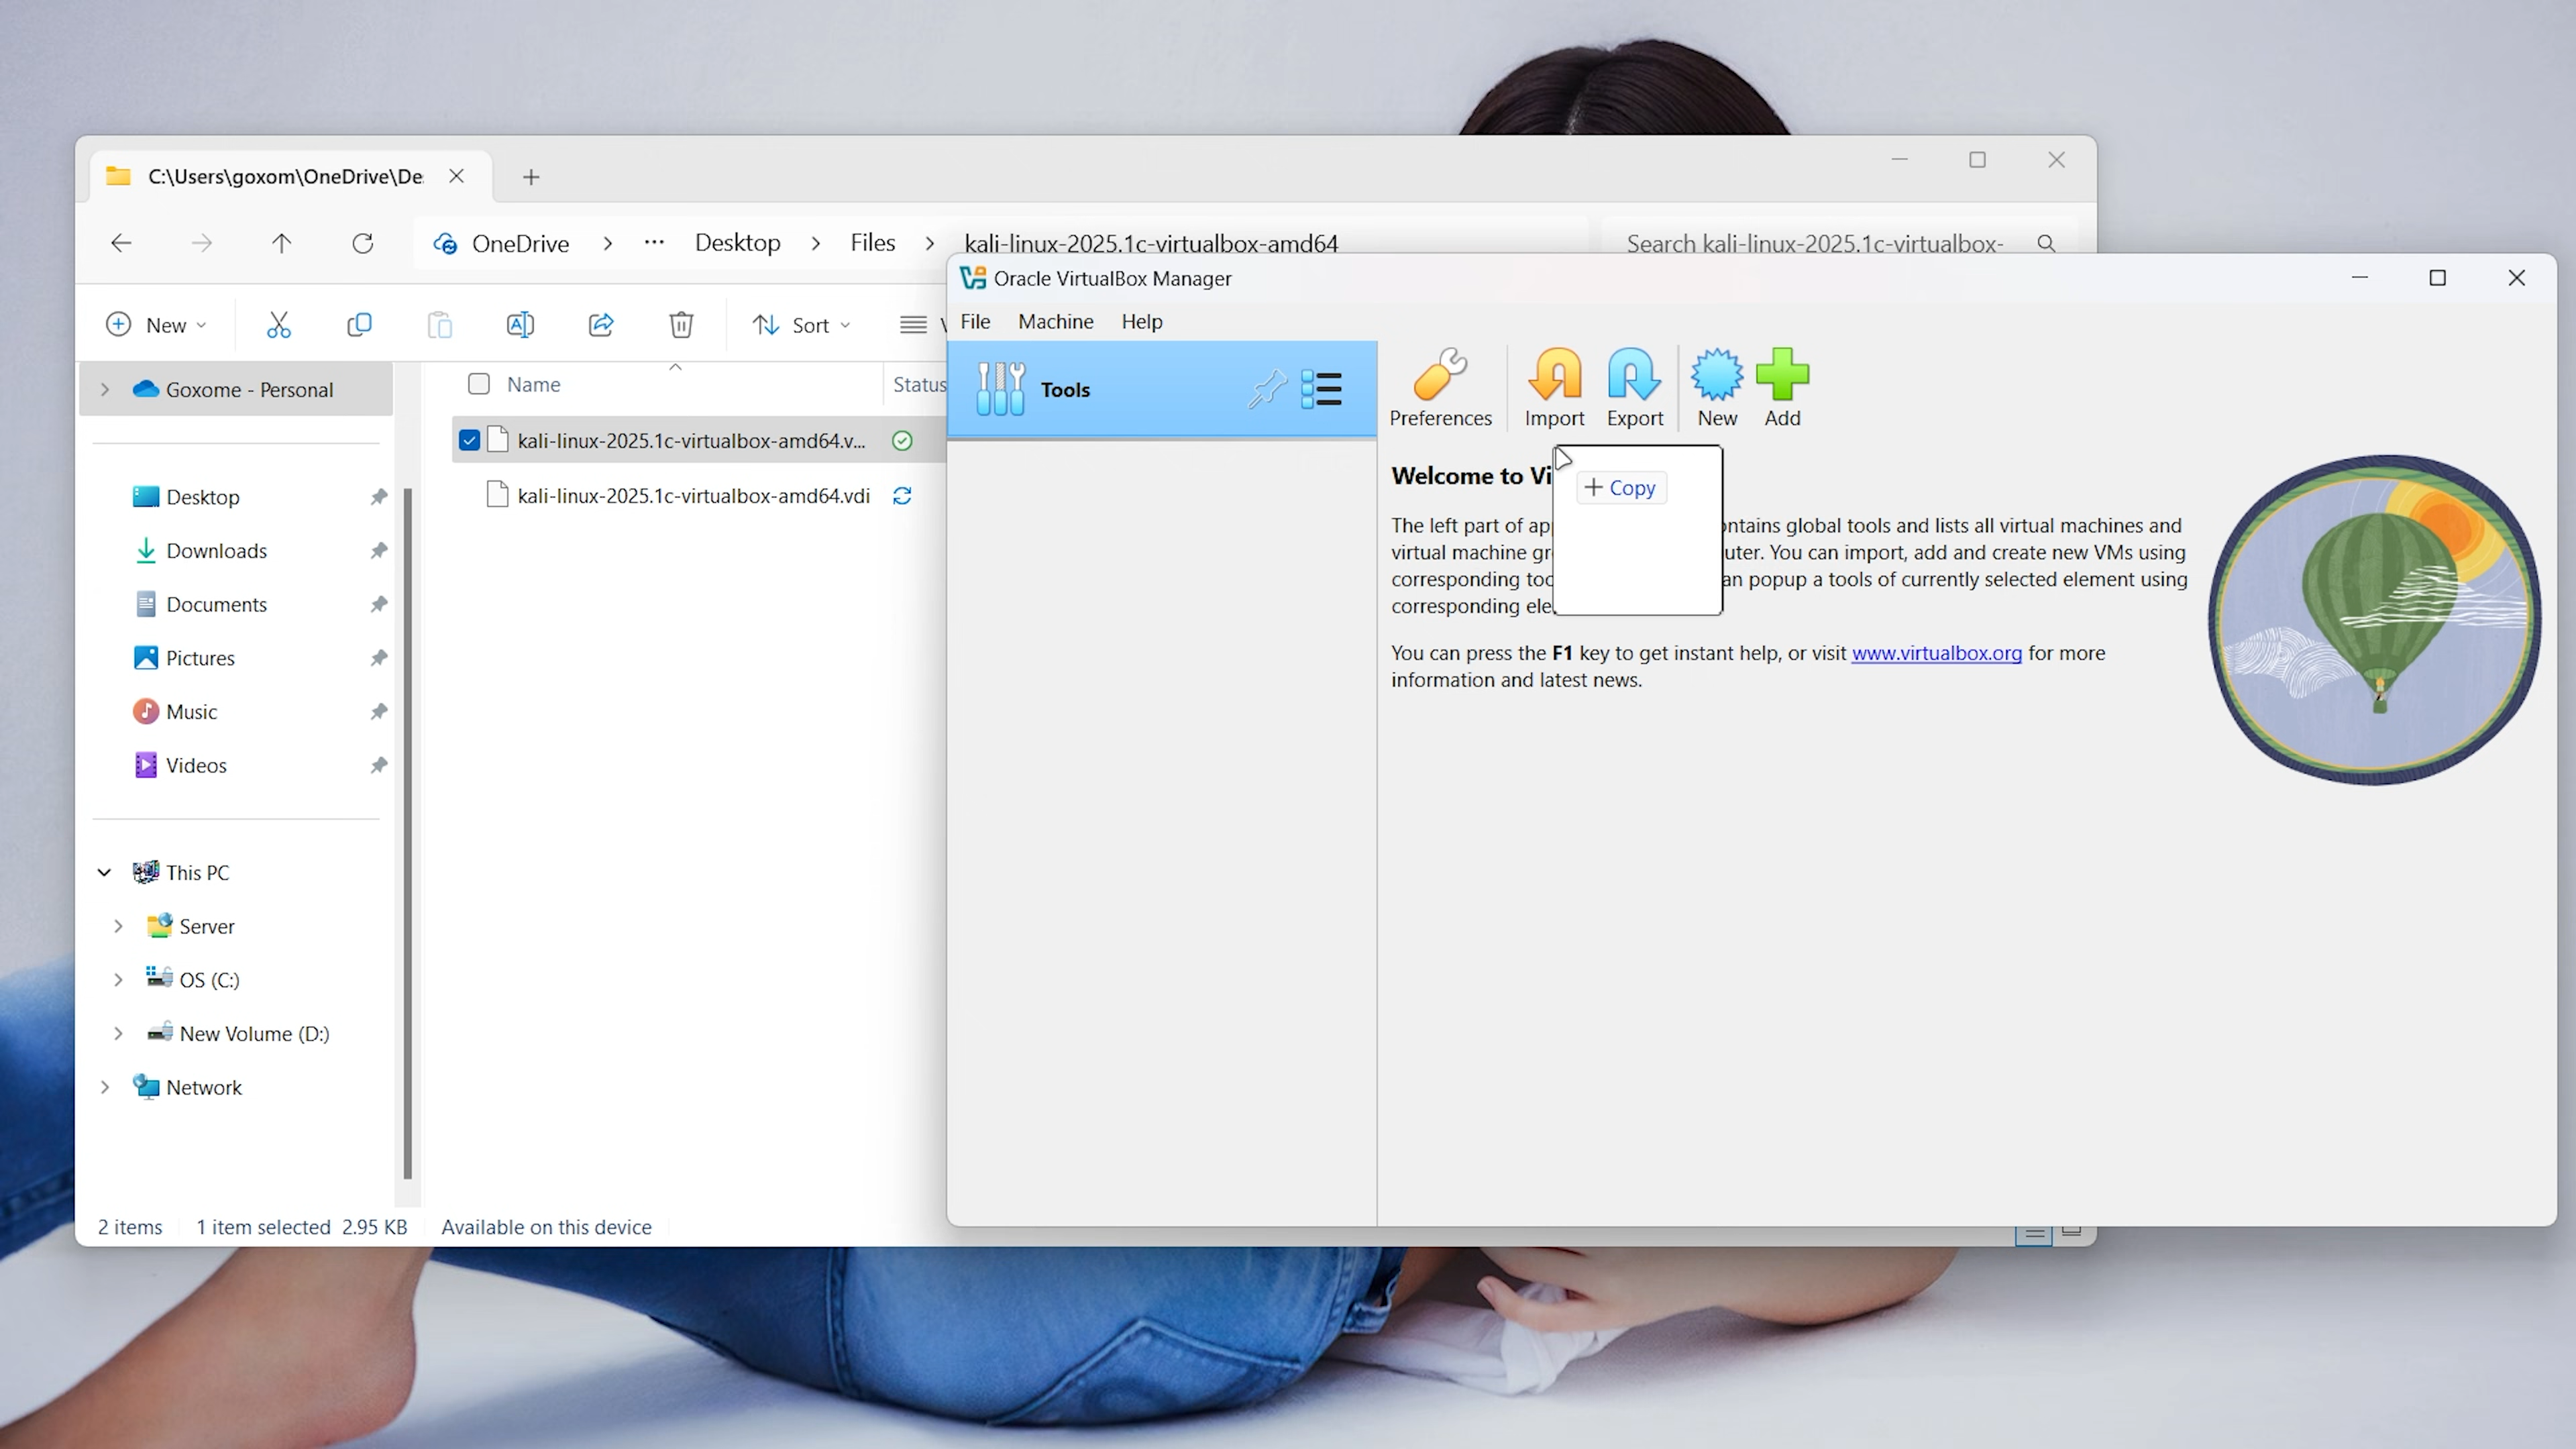 C:\Users\goxom\OneDrive\De
OneDrive > ... Desktop > Files > kali-linux-2025.1c-virtualbox-amd64
Search kali-linux-2025.1c-virtualbox-
New
Sort
Goxome - Personal
Desktop
Downloads
Documents
Pictures
Music
Videos
This PC
Server
OS (C:)
New Volume (D:)
Network
Name
Status
kali-linux-2025.1c-virtualbox-amd64.v...
kali-linux-2025.1c-virtualbox-amd64.vdi
2 items
1 item selected 2.95 KB
Available on this device
Oracle VirtualBox Manager
File Machine Help
Tools
Preferences
Import
Export
New
Add
+ Copy
Welcome to Vi
The left part of ap ntains global tools and lists all virtual machines and
virtual machine gr uter. You can import, add and create new VMs using
corresponding too an popup a tools of currently selected element using
corresponding ele
You can press the F1 key to get instant help, or visit www.virtualbox.org for more
information and latest news.